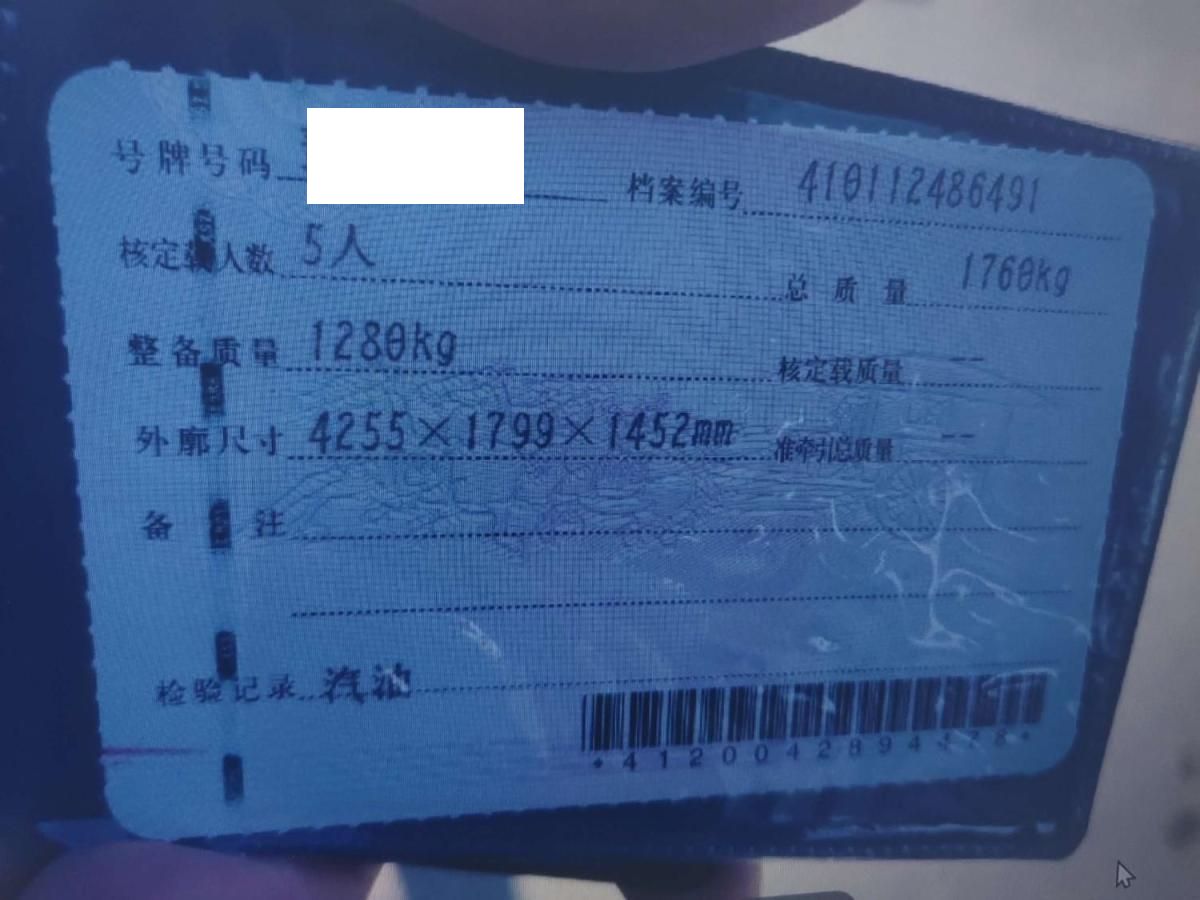 号牌号码 档案编号 410112486491
核定载人数 5人 总质量 1760kg
整备质量 1280kg 核定载质量 --
外廓尺寸 4255×1799×1452mm 准牵引总质量 --
备注
检验记录 汽油